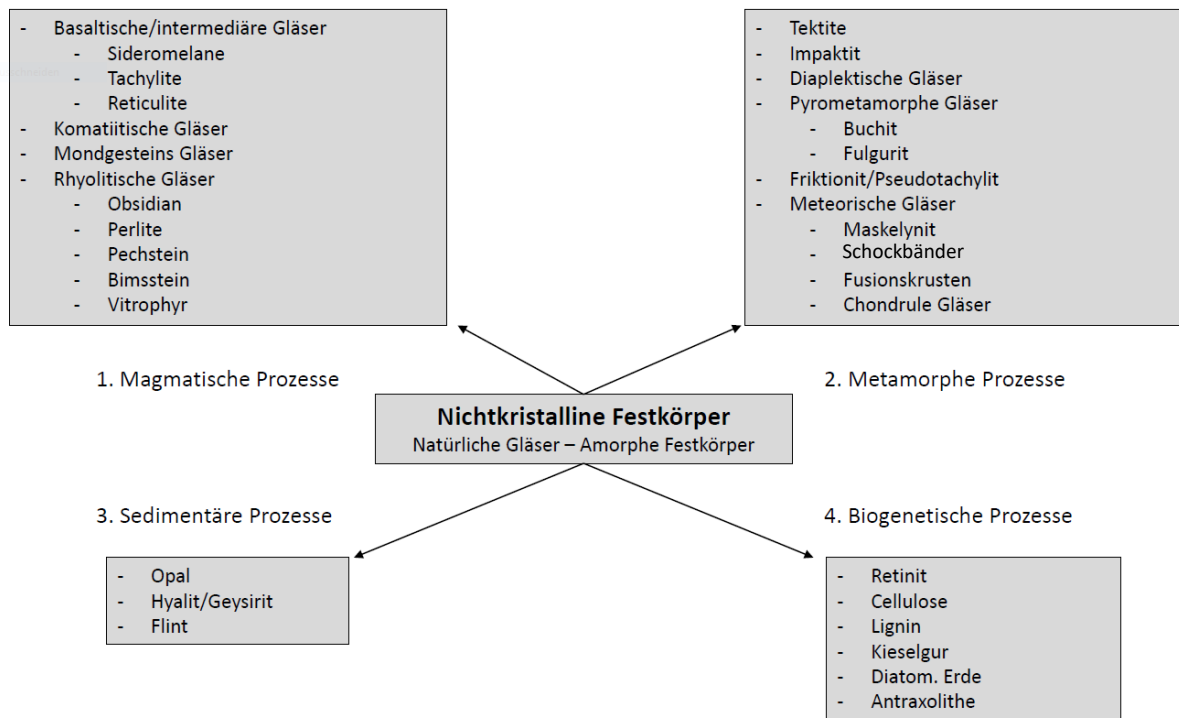 - Basaltische/intermediäre Gläser
- Sideromelane
- Tachylite
- Reticulite
- Komatiitische Gläser
- Mondgesteins Gläser
- Rhyolitische Gläser
- Obsidian
- Perlite
- Pechstein
- Bimsstein
- Vitrophyr
- Tektite
- Impaktit
- Diaplektische Gläser
- Pyrometamorphe Gläser
- Buchit
- Fulgurit
- Friktionit/Pseudotachylit
- Meteorische Gläser
- Maskelynit
- Schockbänder
- Fusionskrusten
- Chondrule Gläser
1. Magmatische Prozesse
2. Metamorphe Prozesse
Nichtkristalline Festkörper
Natürliche Gläser – Amorphe Festkörper
3. Sedimentäre Prozesse
4. Biogenetische Prozesse
- Opal
- Hyalit/Geysirit
- Flint
- Retinit
- Cellulose
- Lignin
- Kieselgur
- Diatom. Erde
- Antraxolithe